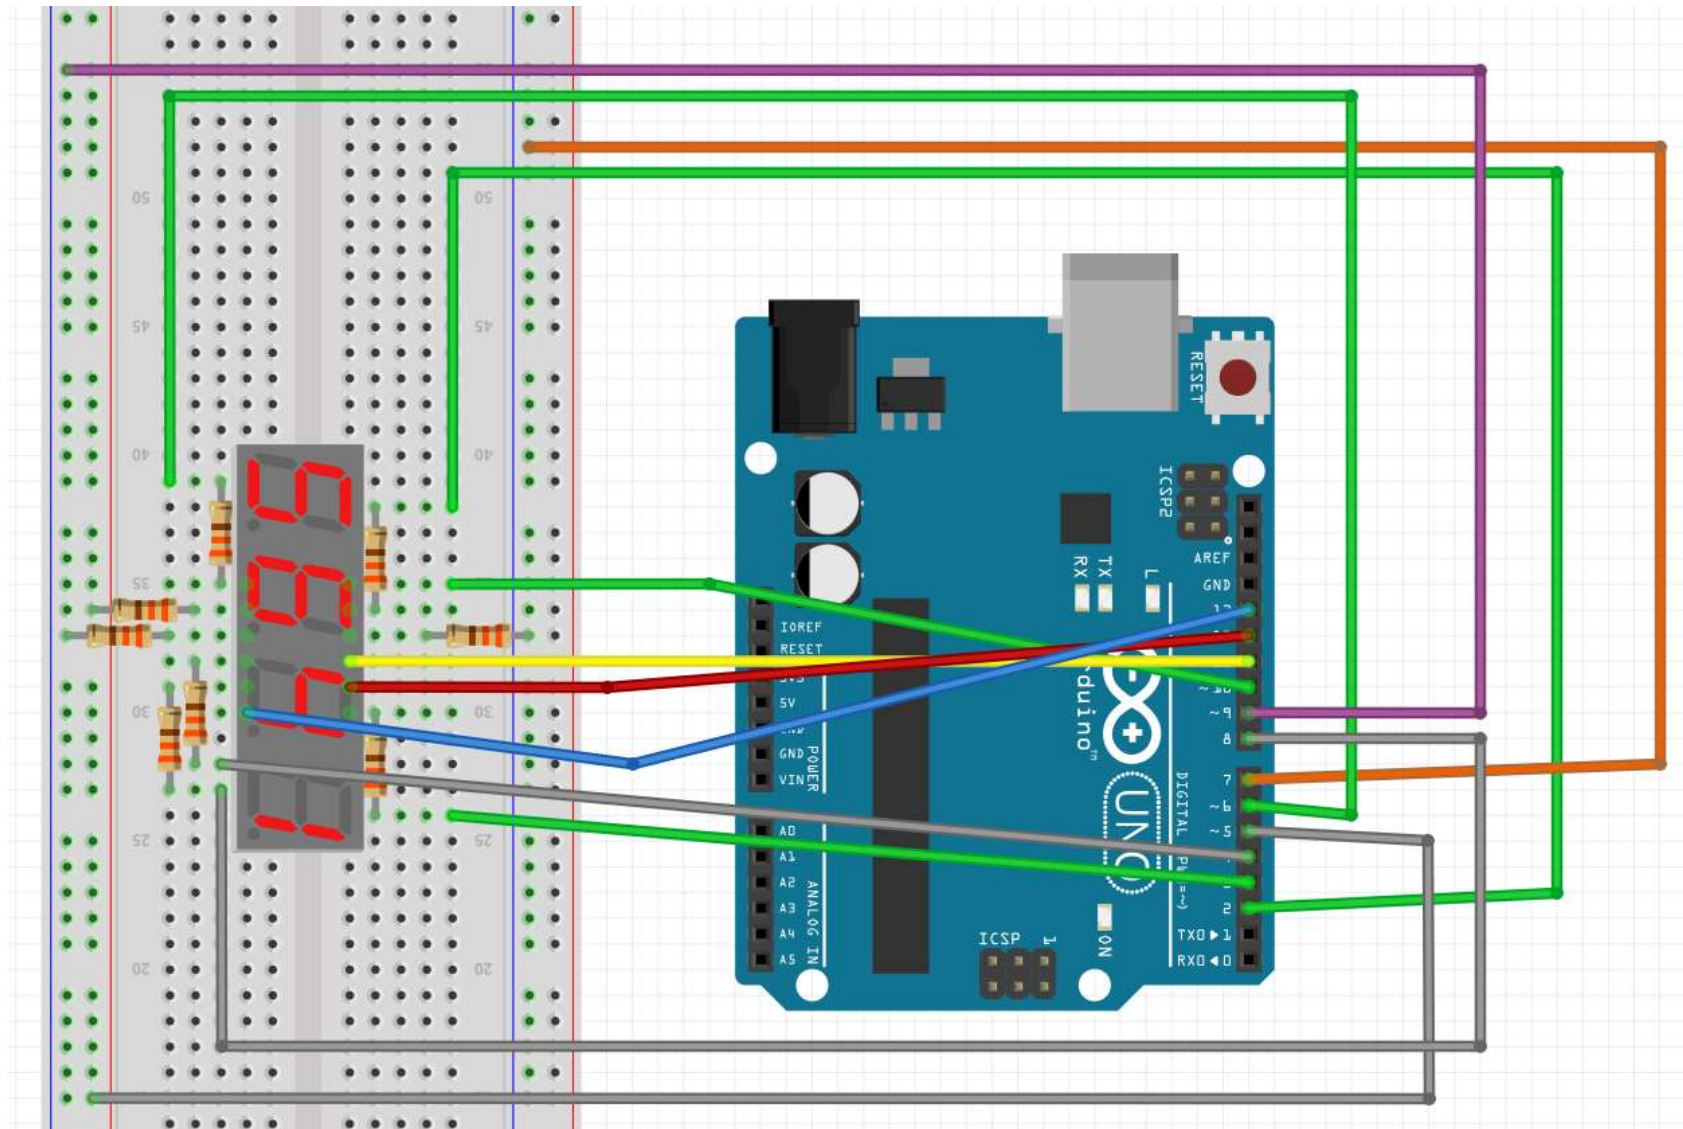 50
50
45
45
40
40
35
30
30
25
25
20
20
RESET
ICSP2
AREF
GND
RX
TX
L
IOREF
RESET
5V
GND
VIN
POWER
~9
8
7
~6
~5
2
TX0▶1
RX0◀0
DIGITAL
UNO
A0
A1
A2
A3
A4
A5
ANALOG IN
ICSP
1
ON